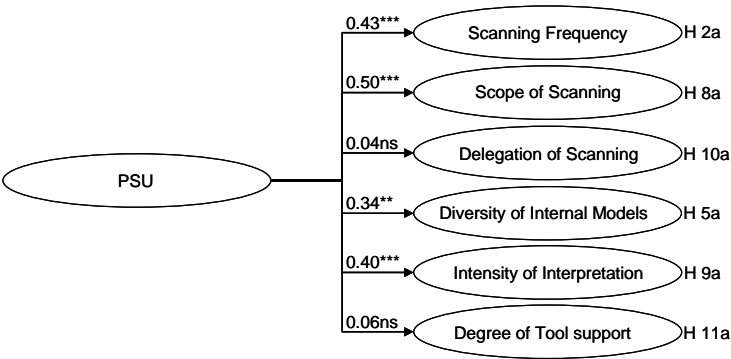 0.43*** Scanning Frequency H 2a
0.50*** Scope of Scanning H 8a
0.04ns Delegation of Scanning H 10a
PSU
0.34** Diversity of Internal Models H 5a
0.40*** Intensity of Interpretation H 9a
0.06ns Degree of Tool support H 11a